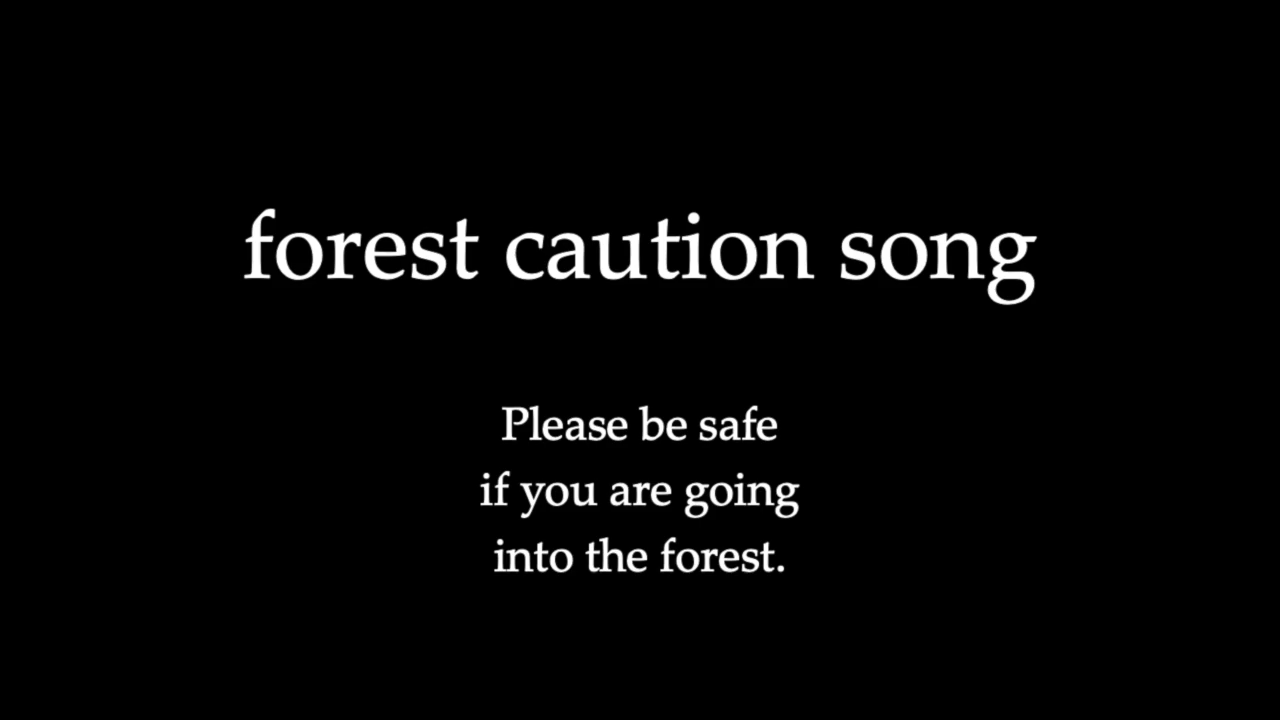 forest caution song
Please be safe
if you are going
into the forest.